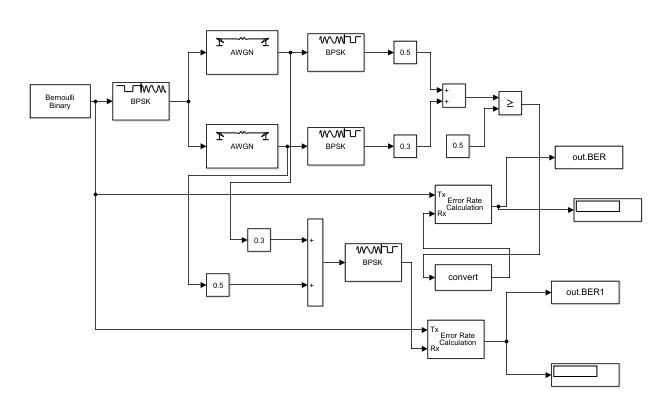 AWGN
BPSK
0.5
Bernoulli
Binary
BPSK
+
+
≥
AWGN
BPSK
0.3
0.5
out.BER
Tx
Rx
Error Rate
Calculation
0.3
+
+
BPSK
0.5
convert
out.BER1
Tx
Rx
Error Rate
Calculation